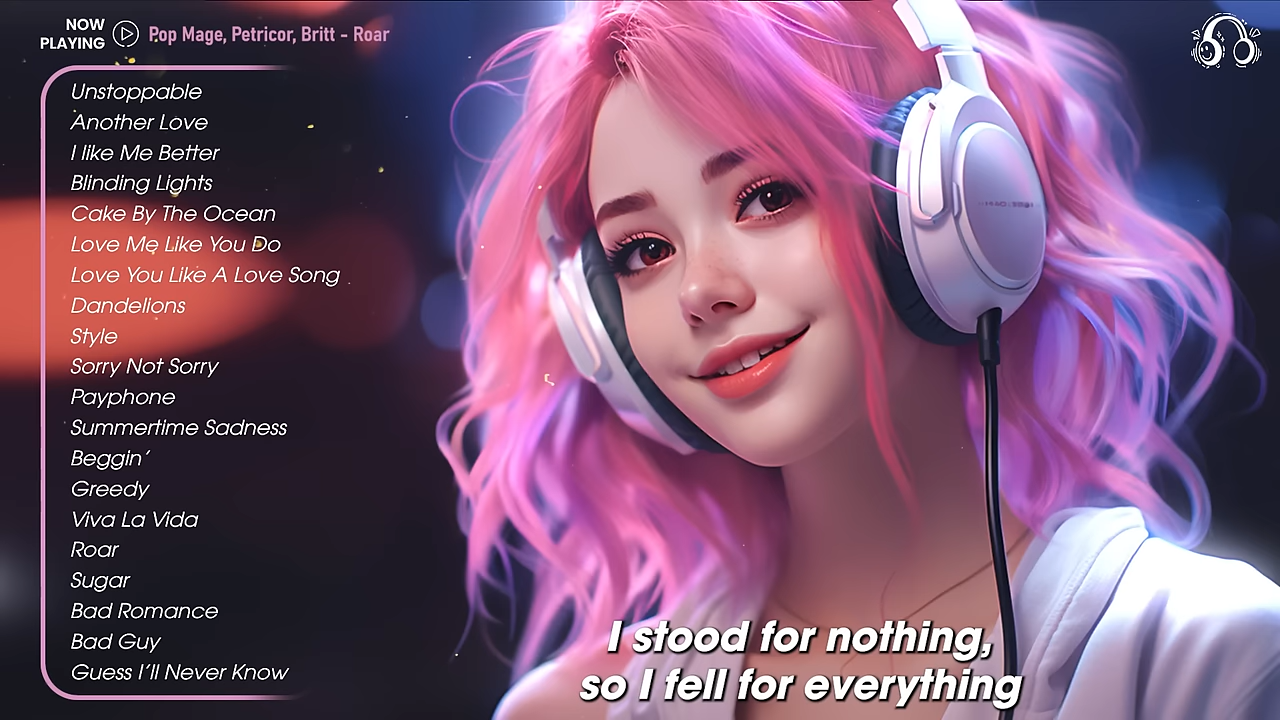 NOW
PLAYING
Pop Mage, Petricor, Britt - Roar
Unstoppable
Another Love
I like Me Better
Blinding Lights
Cake By The Ocean
Love Me Like You Do
Love You Like A Love Song
Dandelions
Style
Sorry Not Sorry
Payphone
Summertime Sadness
Beggin’
Greedy
Viva La Vida
Roar
Sugar
Bad Romance
Bad Guy
Guess I’ll Never Know
I stood for nothing,
so I fell for everything